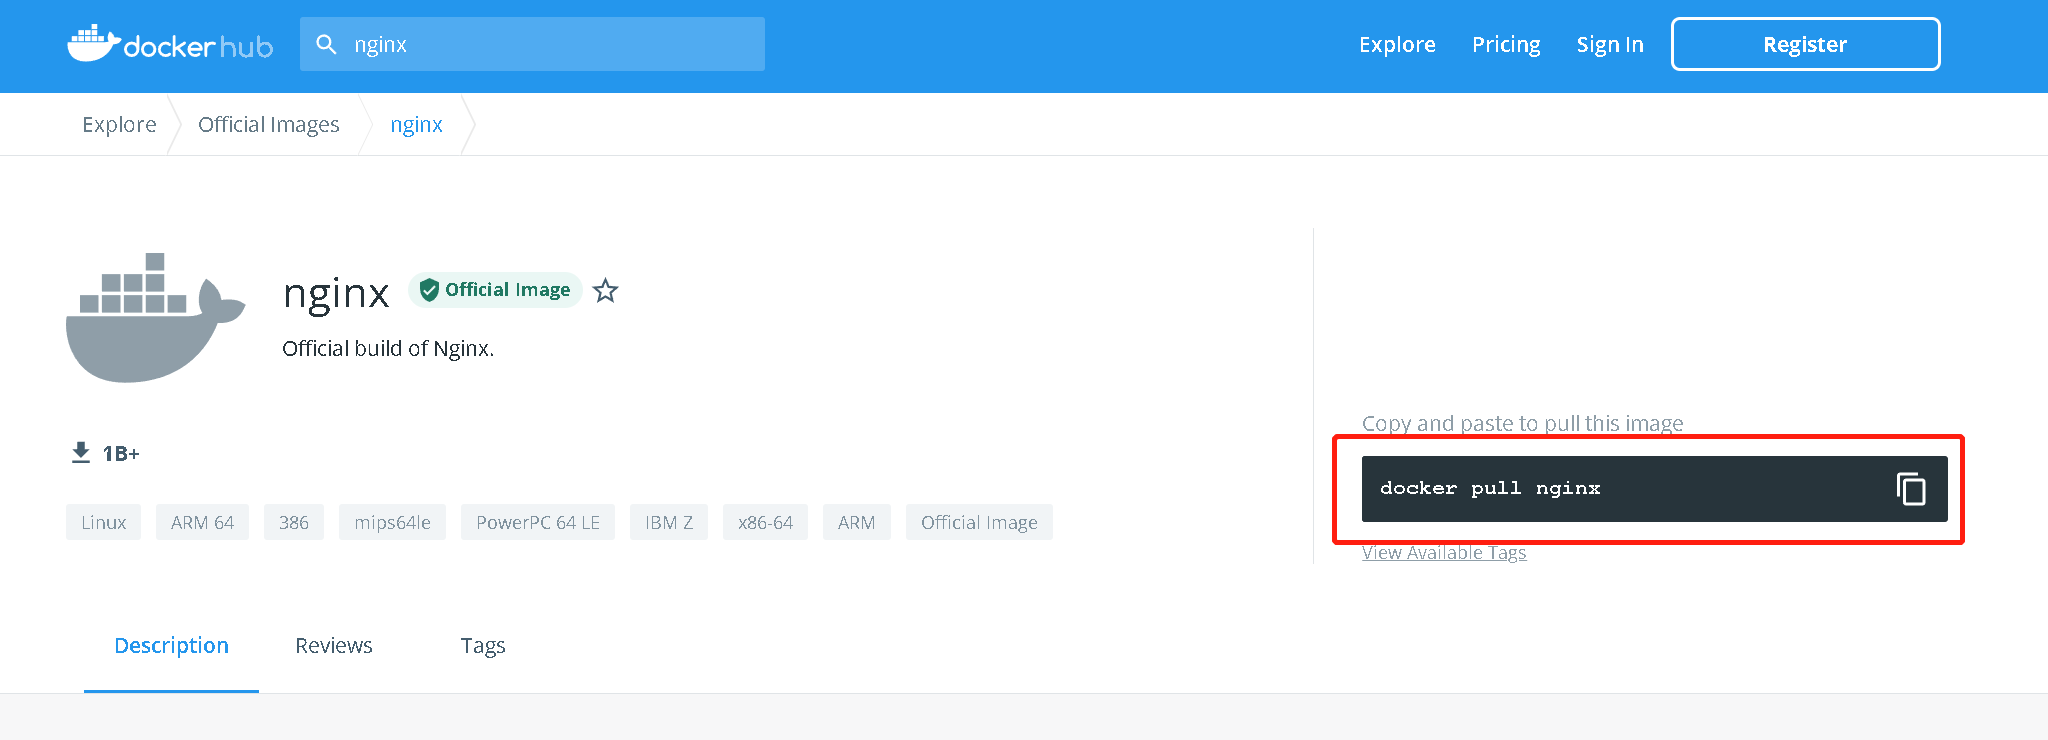 dockerhub
nginx
Explore
Pricing
Sign In
Register
Explore
Official Images
nginx
nginx
Official Image
Official build of Nginx.
1B+
Linux
ARM 64
386
mips64le
PowerPC 64 LE
IBM Z
x86-64
ARM
Official Image
Copy and paste to pull this image
docker pull nginx
View Available Tags
Description
Reviews
Tags